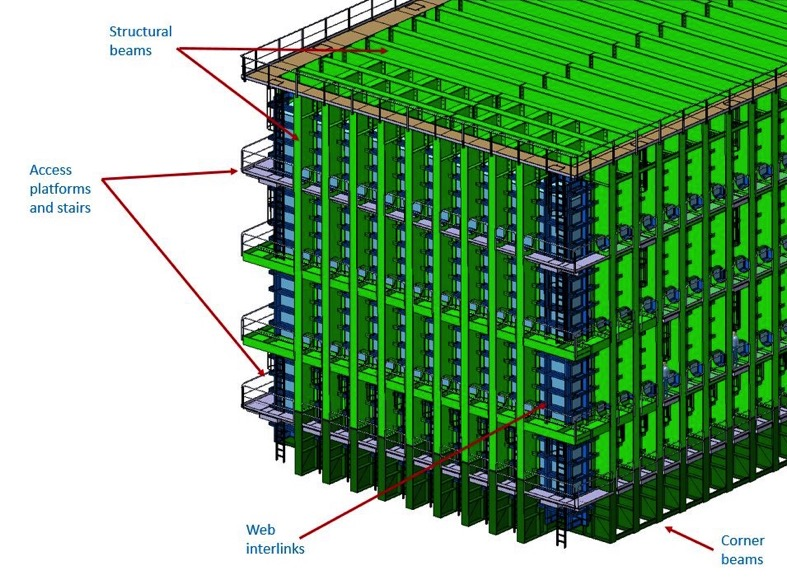 Structural
beams
Access
platforms
and stairs
Web
interlinks
Corner
beams